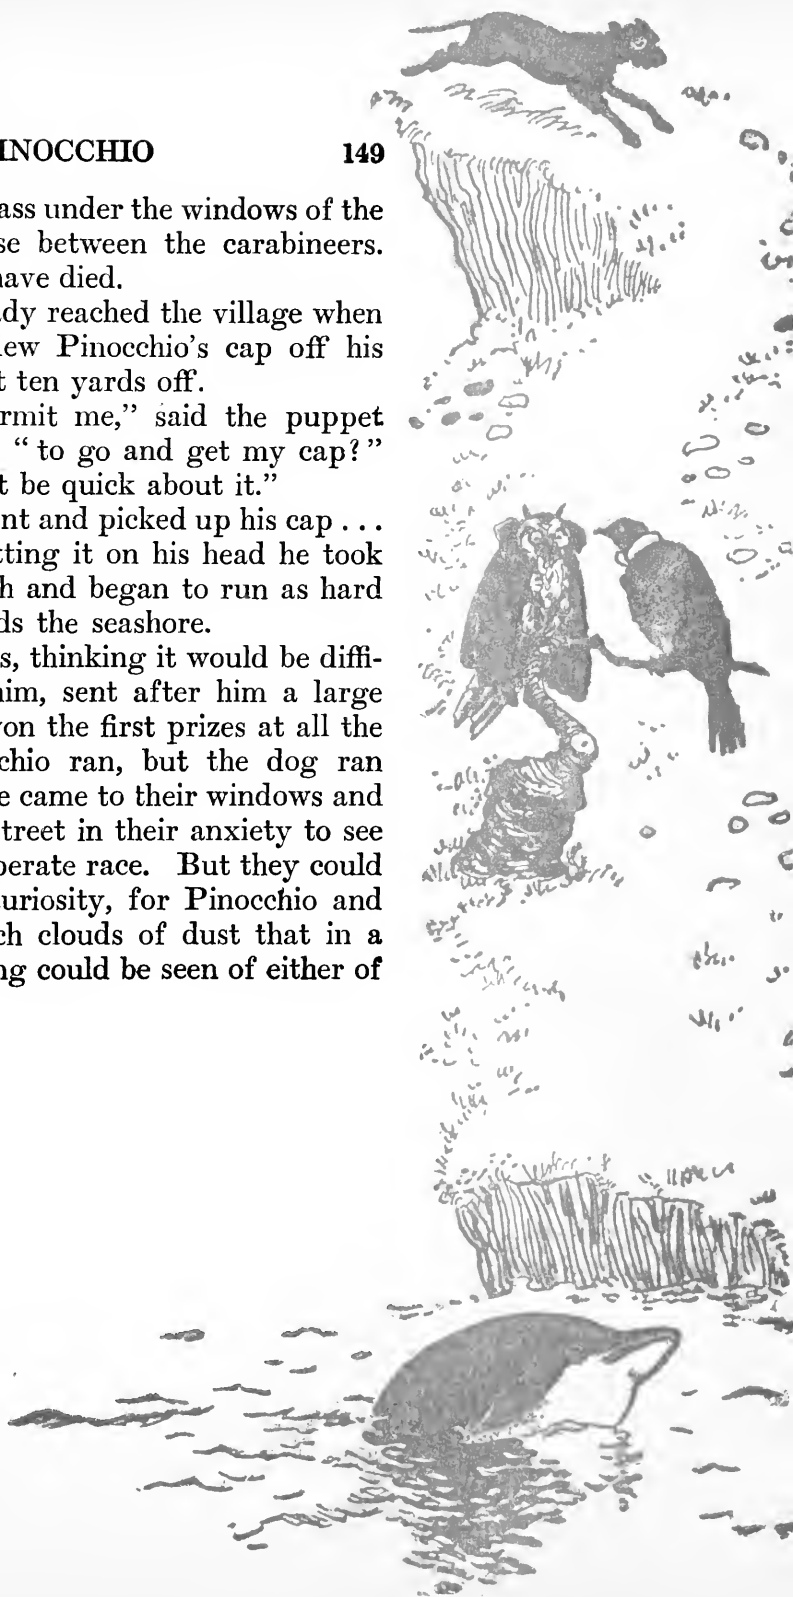 INOCCHIO 149
ass under the windows of the
se between the carabineers.
have died.
dy reached the village when
lew Pinocchio's cap off his
t ten yards off.
rmit me,” said the puppet
“to go and get my cap?”
t be quick about it.”
nt and picked up his cap . . .
tting it on his head he took
h and began to run as hard
ds the seashore.
s, thinking it would be diffi-
him, sent after him a large
von the first prizes at all the
chio ran, but the dog ran
e came to their windows and
treet in their anxiety to see
perate race. But they could
curiosity, for Pinocchio and
ch clouds of dust that in a
ng could be seen of either of